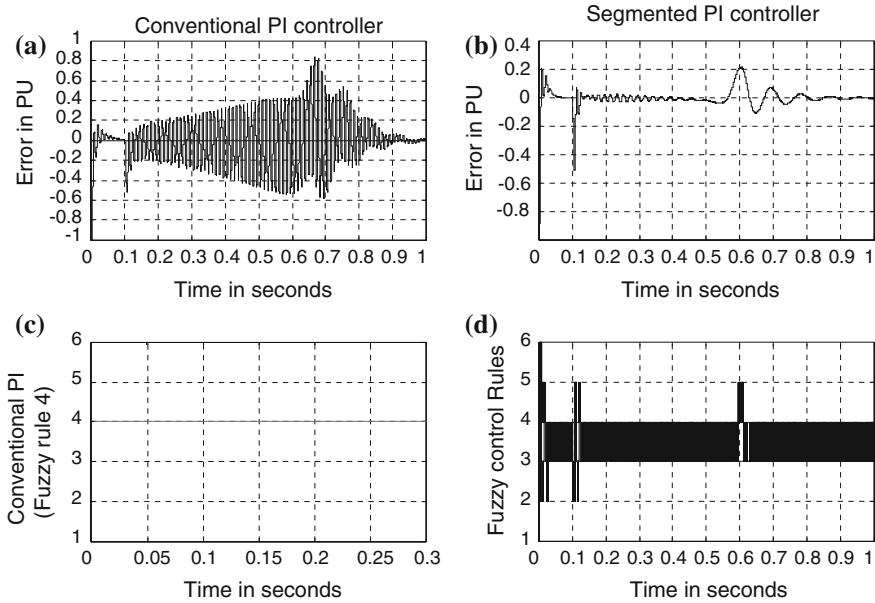 (a)
Conventional PI controller
Error in PU
1
0.8
0.6
0.4
0.2
0
-0.2
-0.4
-0.6
-0.8
-1
0 0.1 0.2 0.3 0.4 0.5 0.6 0.7 0.8 0.9 1
Time in seconds
(b)
Segmented PI controller
Error in PU
0.4
0.2
0
-0.2
-0.4
-0.6
-0.8
0 0.1 0.2 0.3 0.4 0.5 0.6 0.7 0.8 0.9 1
Time in seconds
(c)
Conventional PI
(Fuzzy rule 4)
6
5
4
3
2
1
0 0.05 0.1 0.15 0.2 0.25 0.3
Time in seconds
(d)
Fuzzy control Rules
6
5
4
3
2
1
0 0.1 0.2 0.3 0.4 0.5 0.6 0.7 0.8 0.9 1
Time in seconds